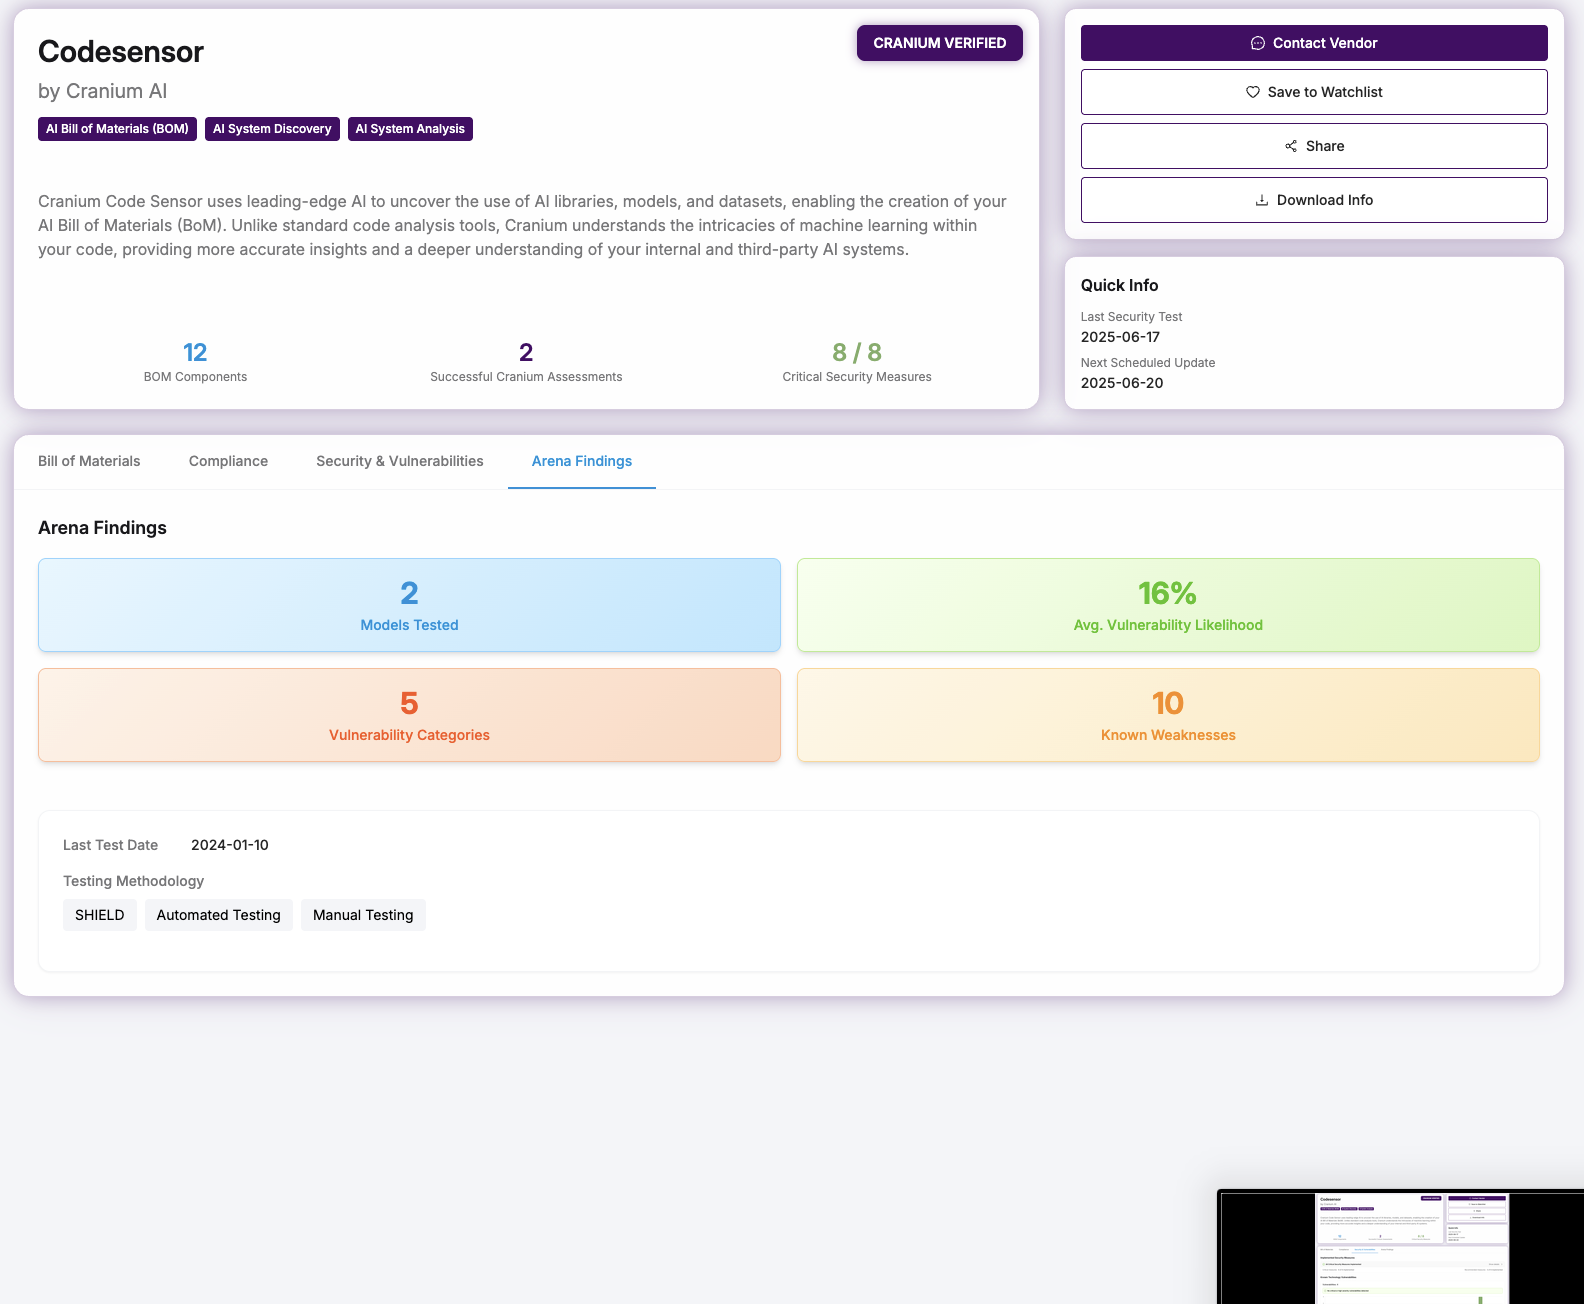 Codesensor
CRANIUM VERIFIED
by Cranium AI
AI Bill of Materials (BOM)
AI System Discovery
AI System Analysis
Cranium Code Sensor uses leading-edge AI to uncover the use of AI libraries, models, and datasets, enabling the creation of your
AI Bill of Materials (BoM). Unlike standard code analysis tools, Cranium understands the intricacies of machine learning within
your code, providing more accurate insights and a deeper understanding of your internal and third-party AI systems.
12
BOM Components
2
Successful Cranium Assessments
8 / 8
Critical Security Measures
Contact Vendor
Save to Watchlist
Share
Download Info
Quick Info
Last Security Test
2025-06-17
Next Scheduled Update
2025-06-20
Bill of Materials
Compliance
Security & Vulnerabilities
Arena Findings
Arena Findings
2
Models Tested
16%
Avg. Vulnerability Likelihood
5
Vulnerability Categories
10
Known Weaknesses
Last Test Date
2024-01-10
Testing Methodology
SHIELD
Automated Testing
Manual Testing
Codesensor